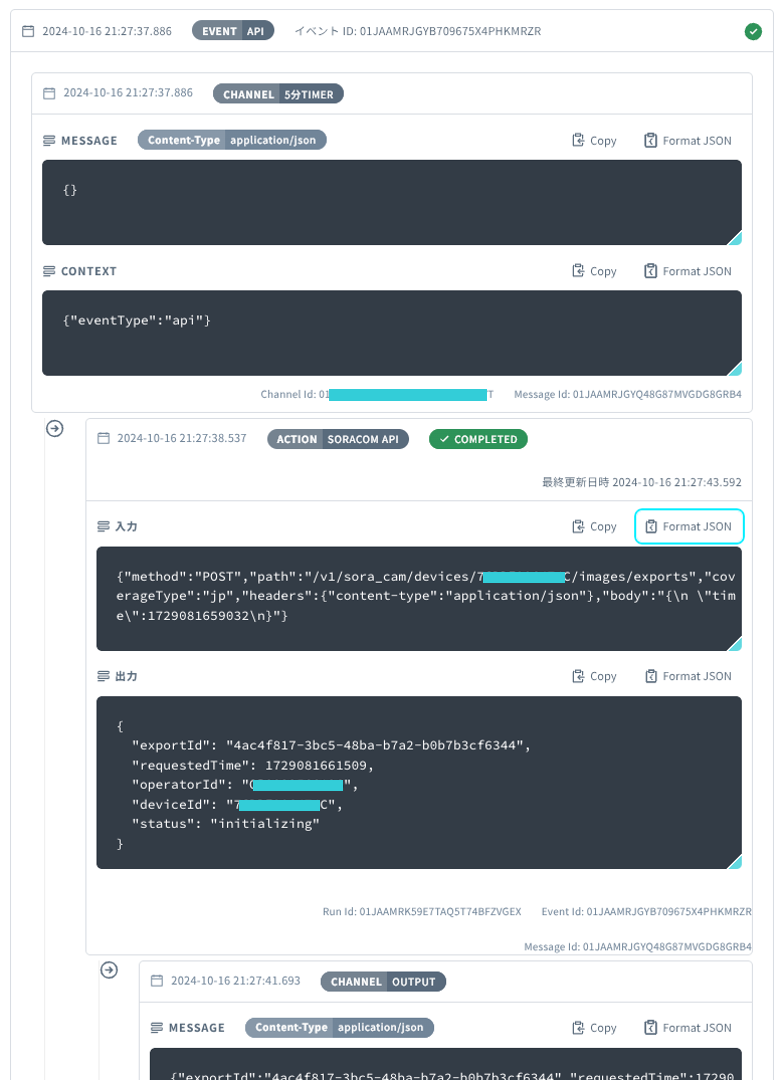 2024-10-16 21:27:37.886 EVENT API イベント ID: 01JAAMRJGYB709675X4PHKMRZR
2024-10-16 21:27:37.886 CHANNEL 5分TIMER
MESSAGE Content-Type application/json Copy Format JSON
{}
CONTEXT Copy Format JSON
{"eventType":"api"}
Channel Id: 01 T Message Id: 01JAAMRJGYQ48G87MVGDG8GRB4
2024-10-16 21:27:38.537 ACTION SORACOM API COMPLETED
最終更新日時 2024-10-16 21:27:43.592
入力 Copy Format JSON
{"method":"POST","path":"/v1/sora_cam/devices/7 C/images/exports","cov
erageType":"jp","headers":{"content-type":"application/json"},"body":"{\n \"tim
e\":1729081659032\n}"}
出力 Copy Format JSON
{
"exportId": "4ac4f817-3bc5-48ba-b7a2-b0b7b3cf6344",
"requestedTime": 1729081661509,
"operatorId": " ",
"deviceId": "7 C",
"status": "initializing"
}
Run Id: 01JAAMRK59E7TAQ5T74BFZVGEX Event Id: 01JAAMRJGYB709675X4PHKMRZR
Message Id: 01JAAMRJGYQ48G87MVGDG8GRB4
2024-10-16 21:27:41.693 CHANNEL OUTPUT
MESSAGE Content-Type application/json Copy Format JSON
{"exportId":"4ac4f817-3bc5-48ba-b7a2-b0b7b3cf6344","requestedTime":17290